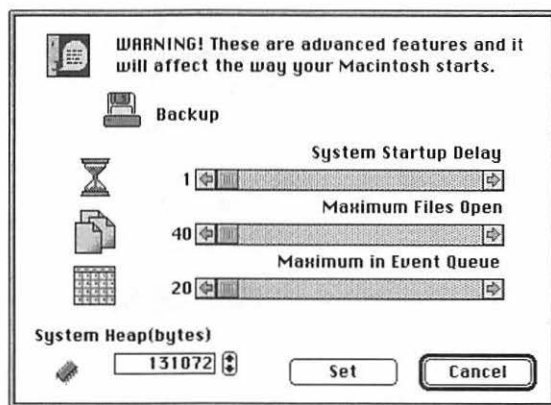 WARNING! These are advanced features and it
will affect the way your Macintosh starts.
Backup
System Startup Delay
1
Maximum Files Open
40
Maximum in Event Queue
20
System Heap(bytes)
131072
Set
Cancel